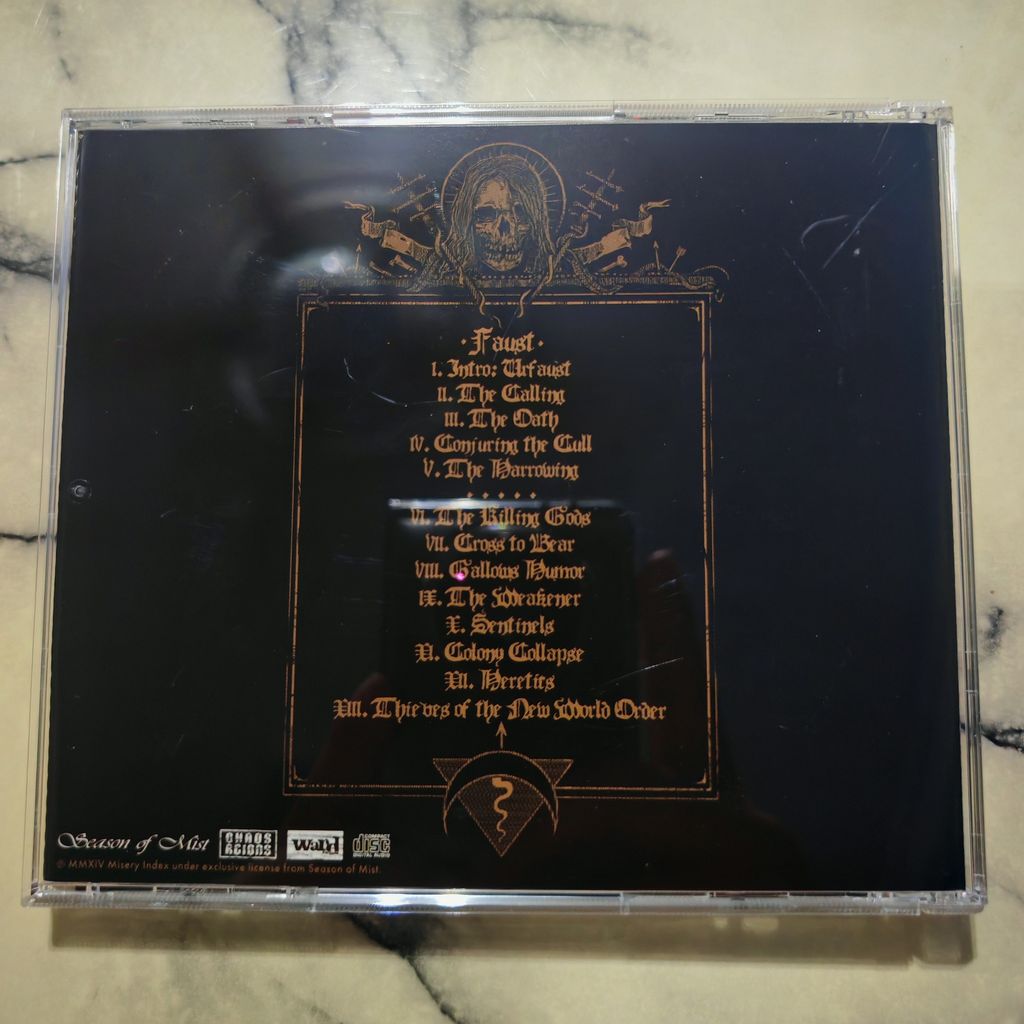 · Faust ·
I. Intro: Urfaust
II. The Calling
III. The Oath
IV. Conjuring the Cull
V. The Harrowing
VI. The Killing Gods
VII. Cross to Bear
VIII. Gallows Humor
IX. The Weakener
X. Sentinels
XI. Colony Collapse
XII. Heretics
XIII. Thieves of the New World Order
Season of Mist CHAOS REIGNS Ward COMPACT disc DIGITAL AUDIO
℗ MMXIV Misery Index under exclusive license from Season of Mist.